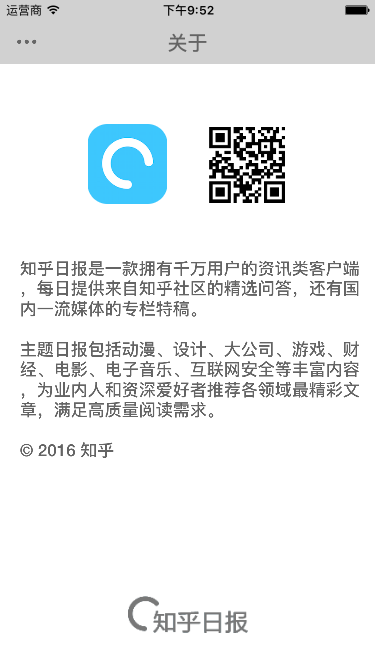 运营商 下午9:52
关于
知乎日报是一款拥有千万用户的资讯类客户端
，每日提供来自知乎社区的精选问答，还有国
内一流媒体的专栏特稿。
主题日报包括动漫、设计、大公司、游戏、财
经、电影、电子音乐、互联网安全等丰富内容
，为业内人和资深爱好者推荐各领域最精彩文
章，满足高质量阅读需求。
© 2016 知乎
知乎日报